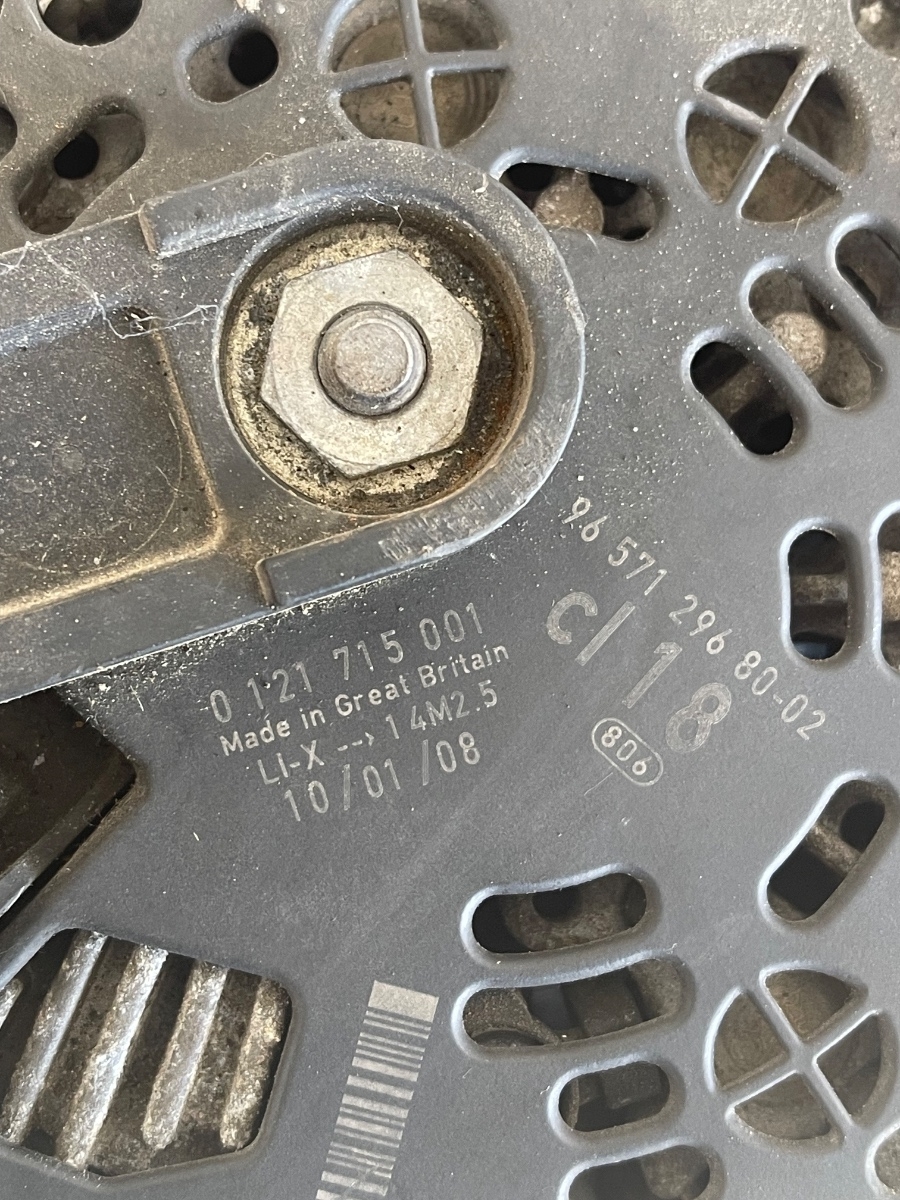 96 571 296 80-02
Cl 18
806
0 121 715 001
Made in Great Britain
LI-X --> 14M2.5
10/01/08